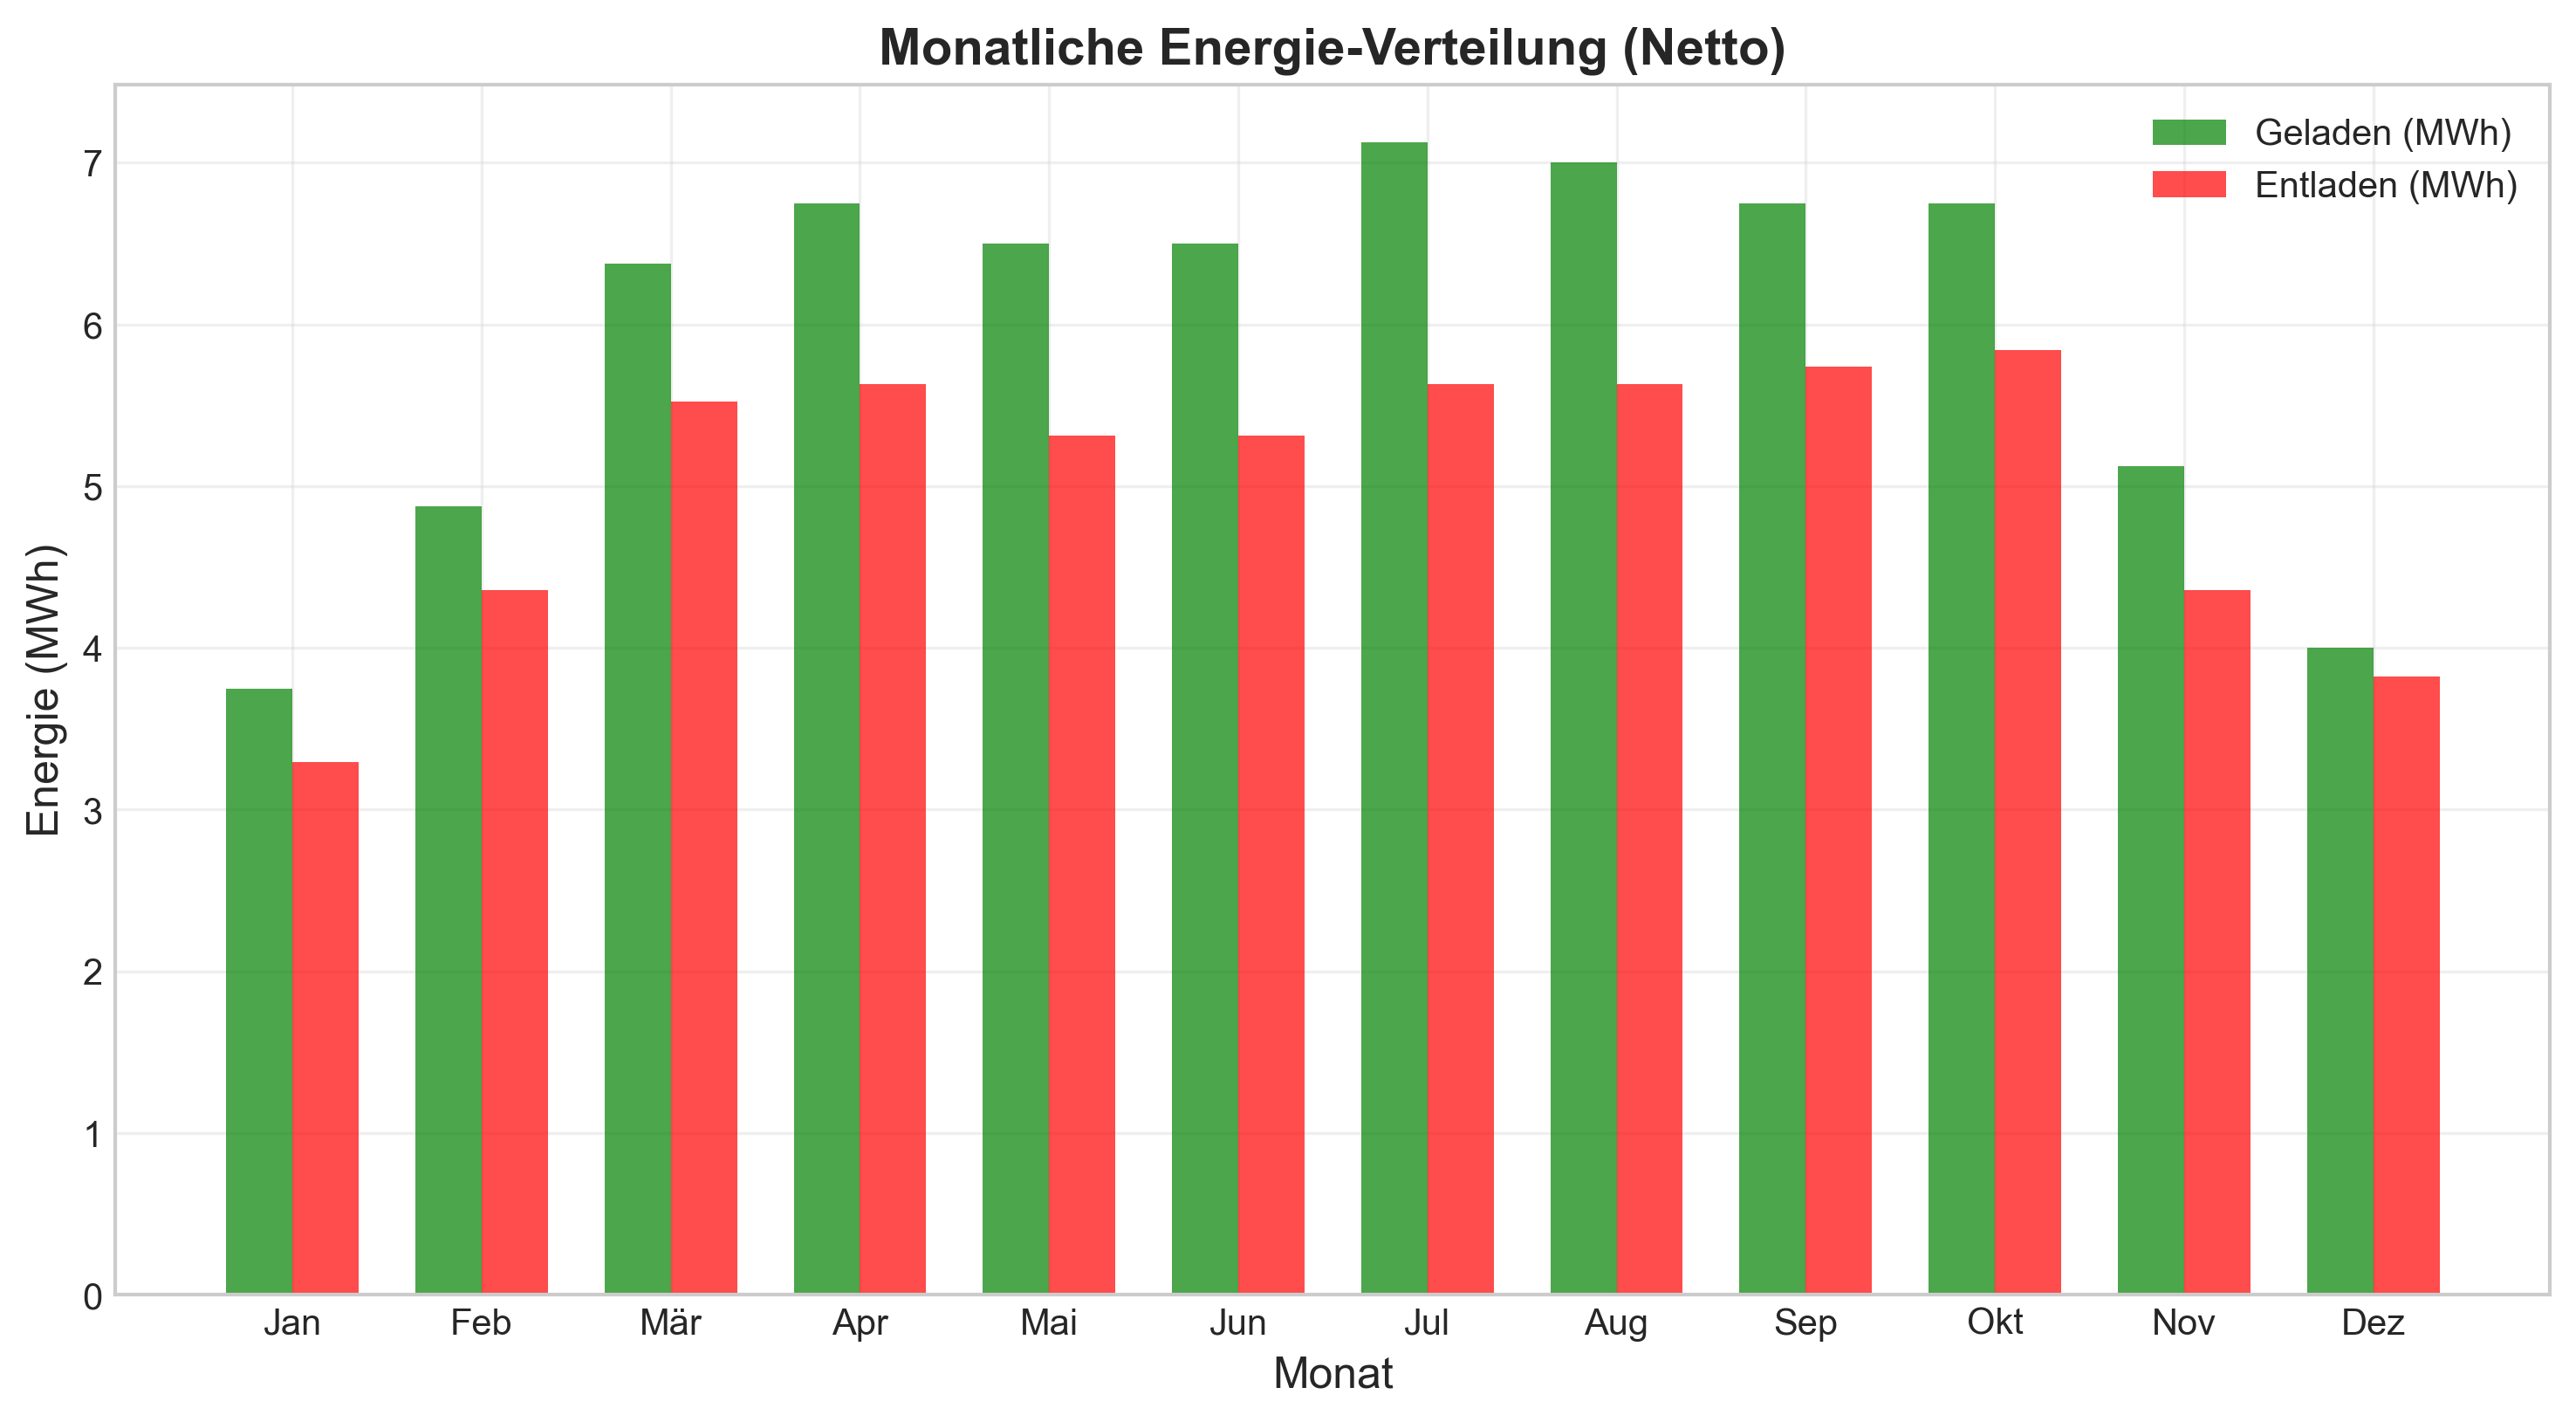 Monatliche Energie-Verteilung (Netto)
Geladen (MWh)
Entladen (MWh)
Energie (MWh)
7
6
5
4
3
2
1
0
Jan Feb Mär Apr Mai Jun Jul Aug Sep Okt Nov Dez
Monat